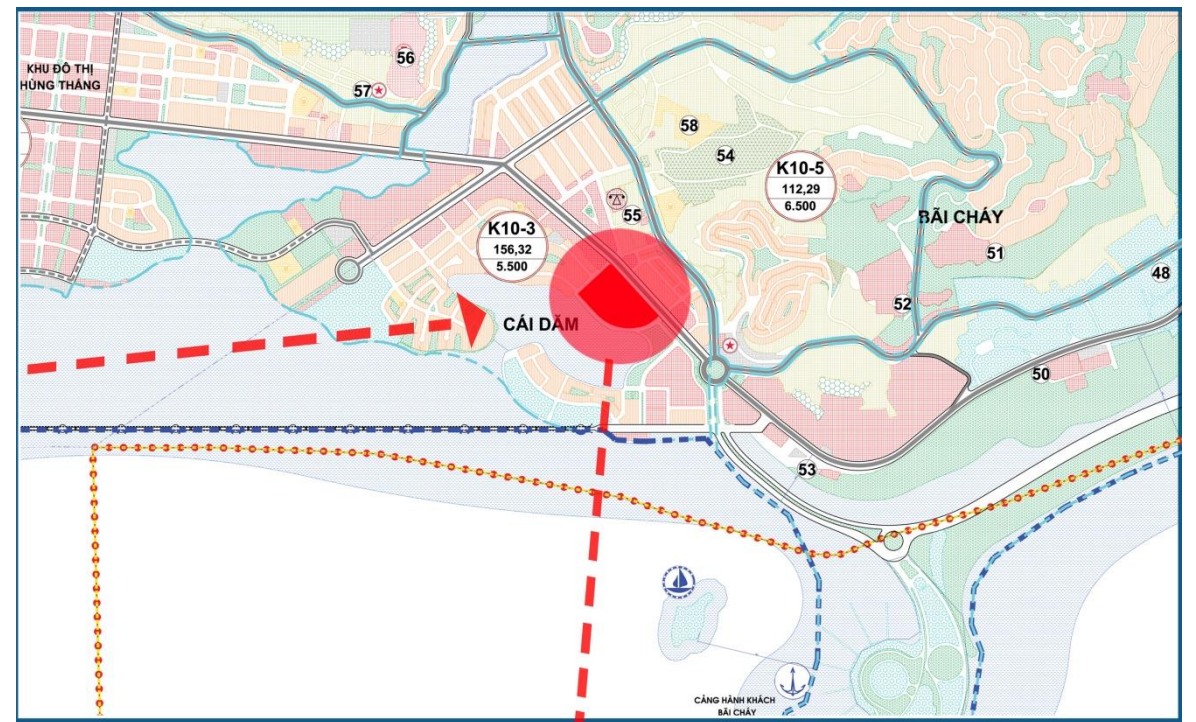 56
KHU ĐÔ THỊ
HÙNG THẮNG
57
58
54
K10-5
112,29
6.500
55
BÃI CHÁY
K10-3
156,32
5.500
51
48
52
CÁI DĂM
50
53
CẢNG HÀNH KHÁCH
BÃI CHÁY